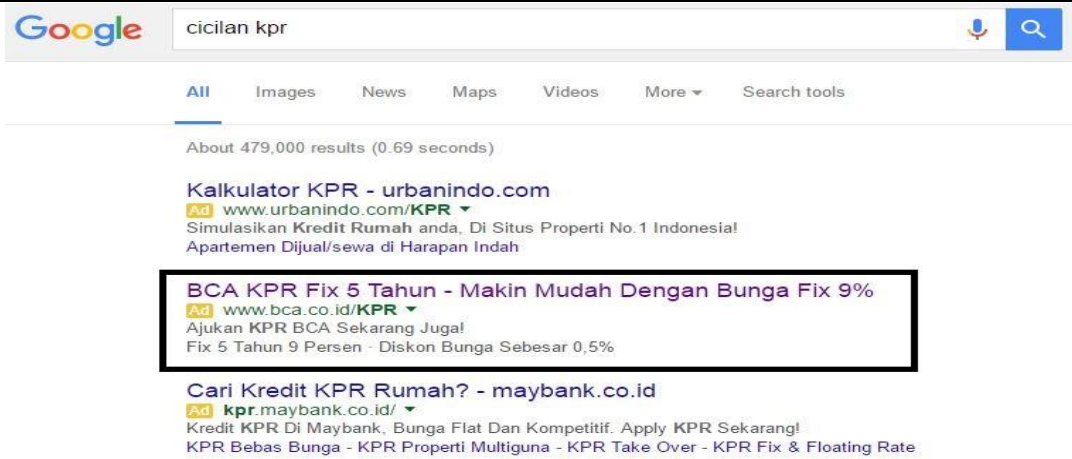 Google cicilan kpr
All Images News Maps Videos More Search tools
About 479,000 results (0.69 seconds)
Kalkulator KPR - urbanindo.com
Ad www.urbanindo.com/KPR
Simulasikan Kredit Rumah anda, Di Situs Properti No.1 Indonesia!
Apartemen Dijual/sewa di Harapan Indah
BCA KPR Fix 5 Tahun - Makin Mudah Dengan Bunga Fix 9%
Ad www.bca.co.id/KPR
Ajukan KPR BCA Sekarang Juga!
Fix 5 Tahun 9 Persen · Diskon Bunga Sebesar 0,5%
Cari Kredit KPR Rumah? - maybank.co.id
Ad kpr.maybank.co.id/
Kredit KPR Di Maybank, Bunga Flat Dan Kompetitif. Apply KPR Sekarang!
KPR Bebas Bunga - KPR Properti Multiguna - KPR Take Over - KPR Fix & Floating Rate